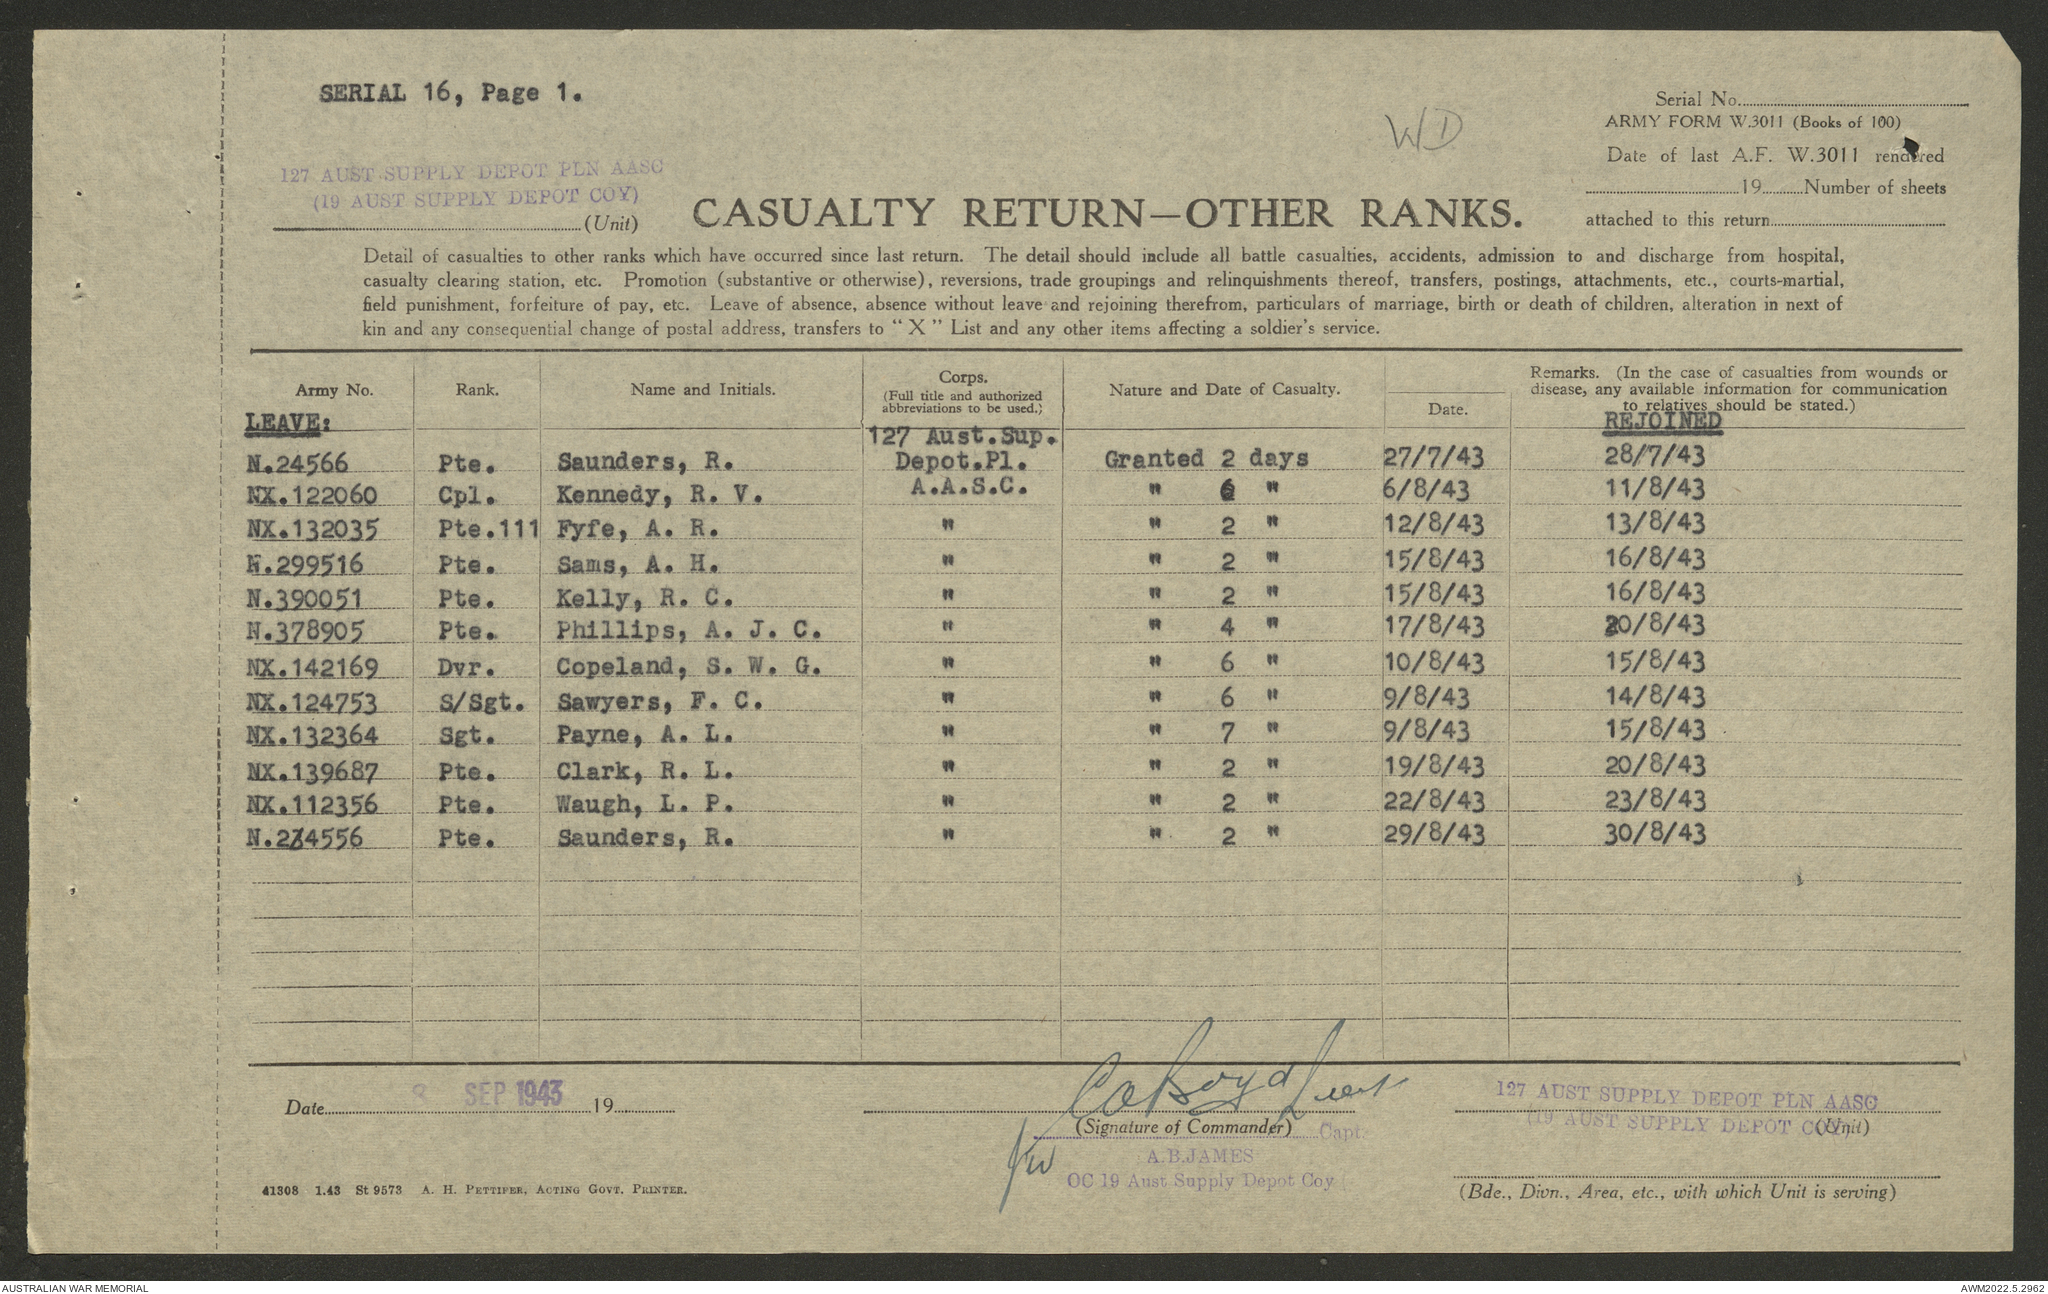 SERIAL 16, Page 1.
WD
Serial No.
ARMY FORM W.3011 (Books of 100)
Date of last A.F. W.3011 rendered
19 Number of sheets
attached to this return
127 AUST SUPPLY DEPOT PLN AASC
(19 AUST SUPPLY DEPOT COY)
(Unit)
CASUALTY RETURN—OTHER RANKS.
Detail of casualties to other ranks which have occurred since last return. The detail should include all battle casualties, accidents, admission to and discharge from hospital,
casualty clearing station, etc. Promotion (substantive or otherwise), reversions, trade groupings and relinquishments thereof, transfers, postings, attachments, etc., courts-martial,
field punishment, forfeiture of pay, etc. Leave of absence, absence without leave and rejoining therefrom, particulars of marriage, birth or death of children, alteration in next of
kin and any consequential change of postal address, transfers to "X" List and any other items affecting a soldier's service.
Army No. Rank. Name and Initials. Corps. (Full title and authorized abbreviations to be used.) Nature and Date of Casualty. Date. Remarks. (In the case of casualties from wounds or disease, any available information for communication to relatives should be stated.)
LEAVE: REJOINED
127 Aust.Sup.
N.24566 Pte. Saunders, R. Depot.Pl. Granted 2 days 27/7/43 28/7/43
NX.122060 Cpl. Kennedy, R. V. A.A.S.C. " 6 " 6/8/43 11/8/43
NX.132035 Pte.111 Fyfe, A. R. " " 2 " 12/8/43 13/8/43
N.299516 Pte. Sams, A. H. " " 2 " 15/8/43 16/8/43
N.390051 Pte. Kelly, R. C. " " 2 " 15/8/43 16/8/43
N.378905 Pte. Phillips, A. J. C. " " 4 " 17/8/43 20/8/43
NX.142169 Dvr. Copeland, S. W. G. " " 6 " 10/8/43 15/8/43
NX.124753 S/Sgt. Sawyers, F. C. " " 6 " 9/8/43 14/8/43
NX.132364 Sgt. Payne, A. L. " " 7 " 9/8/43 15/8/43
NX.139687 Pte. Clark, R. L. " " 2 " 19/8/43 20/8/43
NX.112356 Pte. Waugh, L. P. " " 2 " 22/8/43 23/8/43
N.234556 Pte. Saunders, R. " " 2 " 29/8/43 30/8/43
Date 8 SEP 1943 19
Boyd Lieut
(Signature of Commander) Capt.
for A.B.JAMES
OC 19 Aust Supply Depot Coy
127 AUST SUPPLY DEPOT PLN AASC
(19 AUST SUPPLY DEPOT COY) (Unit)
(Bde., Divn., Area, etc., with which Unit is serving)
41308 1.43 St 9573 A. H. PETTIFER, ACTING GOVT. PRINTER.
AUSTRALIAN WAR MEMORIAL
AWM2022.5.2962